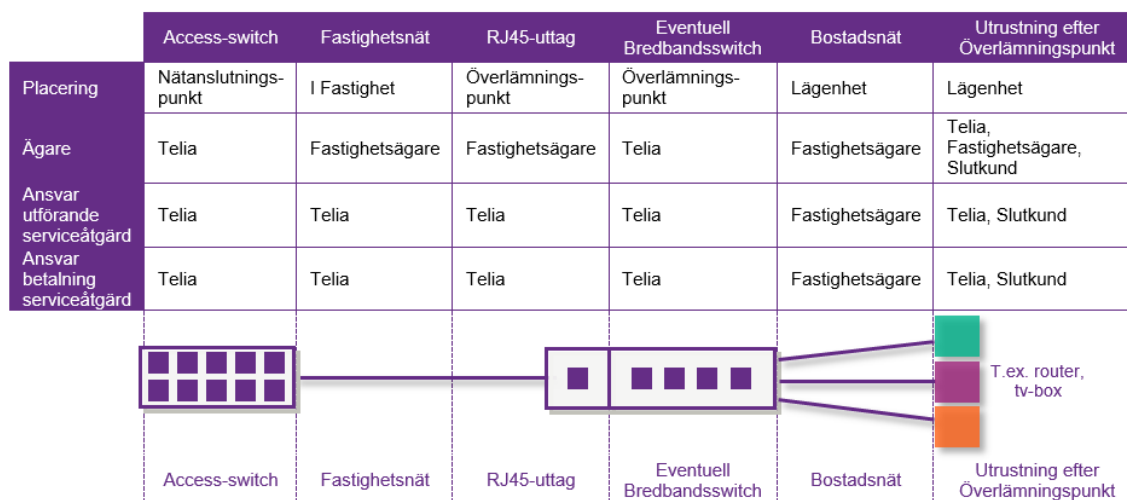 Access-switch
Fastighetsnät
RJ45-uttag
Eventuell
Bredbandsswitch
Bostadsnät
Utrustning efter
Överlämningspunkt
Placering
Nätanslutnings-
punkt
I Fastighet
Överlämnings-
punkt
Överlämnings-
punkt
Lägenhet
Lägenhet
Ägare
Telia
Fastighetsägare
Fastighetsägare
Telia
Fastighetsägare
Telia,
Fastighetsägare,
Slutkund
Ansvar
utförande
serviceåtgärd
Telia
Telia
Telia
Telia
Fastighetsägare
Telia, Slutkund
Ansvar
betalning
serviceåtgärd
Telia
Telia
Telia
Telia
Fastighetsägare
Telia, Slutkund
T.ex. router,
tv-box
Access-switch
Fastighetsnät
RJ45-uttag
Eventuell
Bredbandsswitch
Bostadsnät
Utrustning efter
Överlämningspunkt